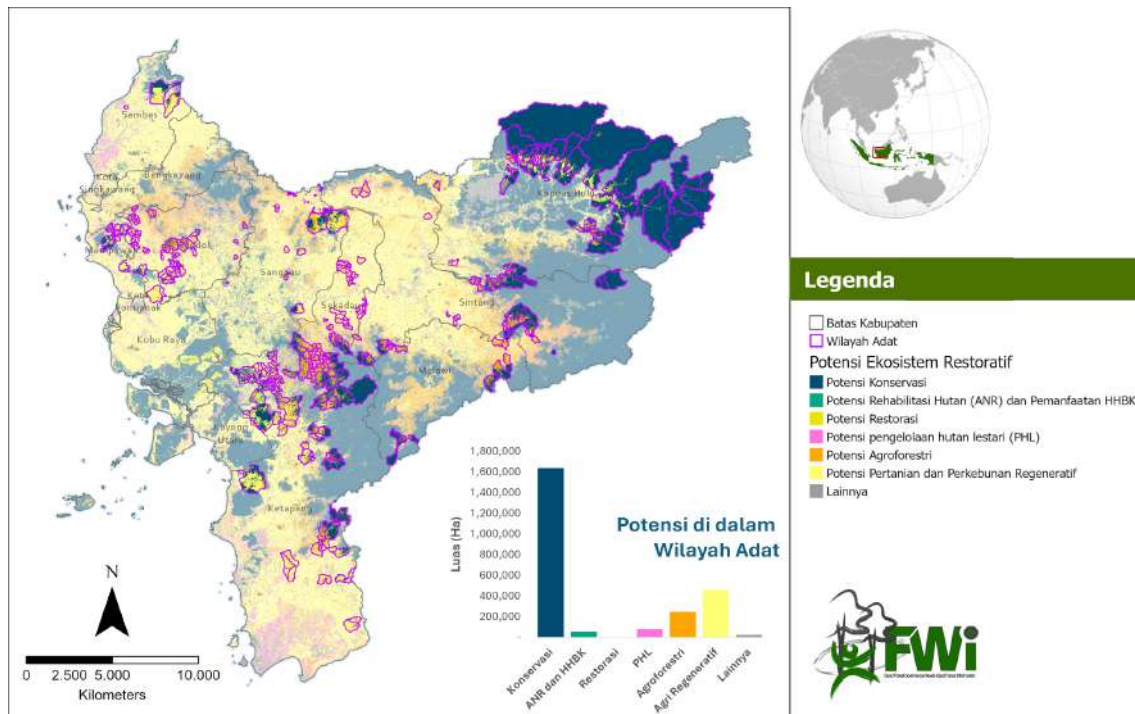 Sambas
Bengkayang
Kota
Singkawang
Kapuas Hulu
Sanggau
Sintang
Sekadau
Kubu Raya
Melawi
Kayong
Utara
Ketapang
N
0 2.500 5.000 10.000
Kilometers
Potensi di dalam
Wilayah Adat
Luas (Ha)
1,800,000
1,600,000
1,400,000
1,200,000
1,000,000
800,000
600,000
400,000
200,000
-
Konservasi
ANR dan HHBK
Restorasi
PHL
Agroforestri
Agri Regeneratif
Lainnya
Legenda
Batas Kabupaten
Wilayah Adat
Potensi Ekosistem Restoratif
Potensi Konservasi
Potensi Rehabilitasi Hutan (ANR) dan Pemanfaatan HHBK
Potensi Restorasi
Potensi pengelolaan hutan lestari (PHL)
Potensi Agroforestri
Potensi Pertanian dan Perkebunan Regeneratif
Lainnya
FWi